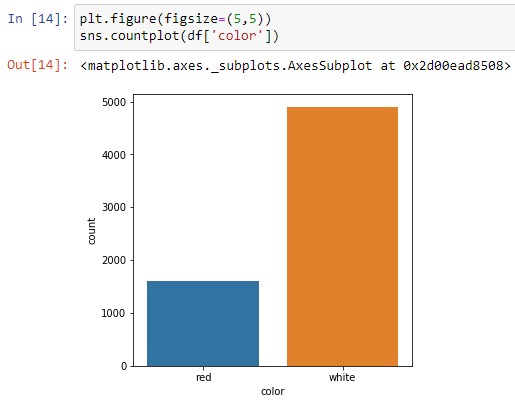 In [14]: plt.figure(figsize=(5,5))
sns.countplot(df['color'])
Out[14]: <matplotlib.axes._subplots.AxesSubplot at 0x2d00ead8508>
5000
4000
3000
2000
1000
0
count
red white
color